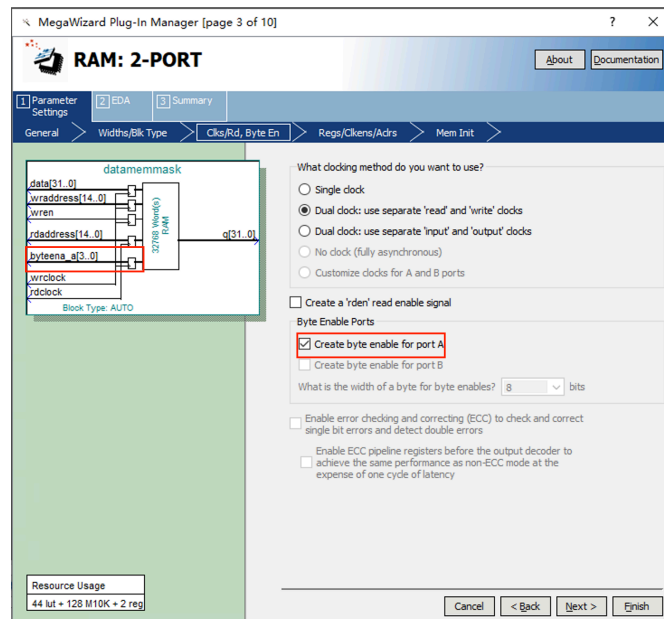 MegaWizard Plug-In Manager [page 3 of 10]
? X
RAM: 2-PORT
About Documentation
1 Parameter Settings
2 EDA
3 Summary
General Widths/Blk Type Clks/Rd, Byte En Regs/Clkens/Aclrs Mem Init
datamemmask
data[31..0]
wraddress[14..0]
wren
rdaddress[14..0]
q[31..0]
byteena_a[3..0]
wrclock
rdclock
32768 Word(s)
RAM
Block Type: AUTO
What clocking method do you want to use?
Single clock
Dual clock: use separate 'read' and 'write' clocks
Dual clock: use separate 'input' and 'output' clocks
No clock (fully asynchronous)
Customize clocks for A and B ports
Create a 'rden' read enable signal
Byte Enable Ports
Create byte enable for port A
Create byte enable for port B
What is the width of a byte for byte enables? 8 bits
Enable error checking and correcting (ECC) to check and correct
single bit errors and detect double errors
Enable ECC pipeline registers before the output decoder to
achieve the same performance as non-ECC mode at the
expense of one cycle of latency
Resource Usage
44 lut + 128 M10K + 2 reg
Cancel < Back Next > Finish